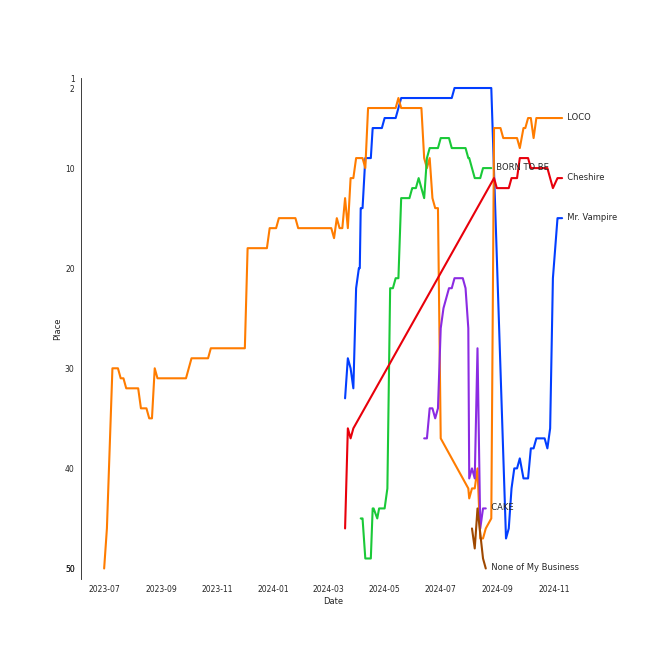 1
2
LOCO
10
BORN TO BE
Cheshire
Mr. Vampire
20
30
Place
40
CAKE
50
None of My Business
2023-07
2023-09
2023-11
2024-01
2024-03
2024-05
2024-07
2024-09
2024-11
Date